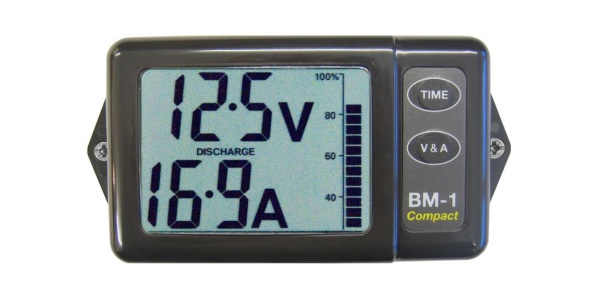 12.5V
DISCHARGE
16.9A
100%
80
60
40
TIME
V & A
BM-1
Compact